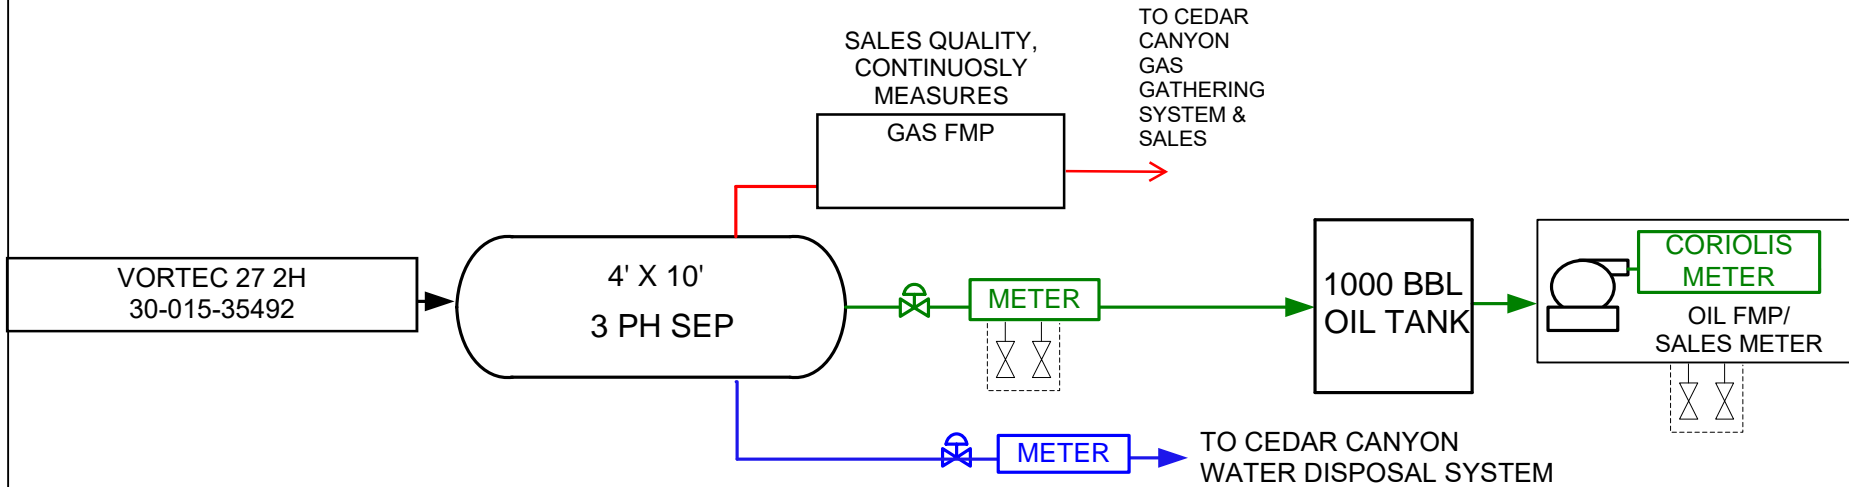 SALES QUALITY,
CONTINUOSLY
MEASURES
GAS FMP
TO CEDAR
CANYON
GAS
GATHERING
SYSTEM &
SALES
VORTEC 27 2H
30-015-35492
4' X 10'
3 PH SEP
METER
1000 BBL
OIL TANK
CORIOLIS
METER
OIL FMP/
SALES METER
METER
TO CEDAR CANYON
WATER DISPOSAL SYSTEM